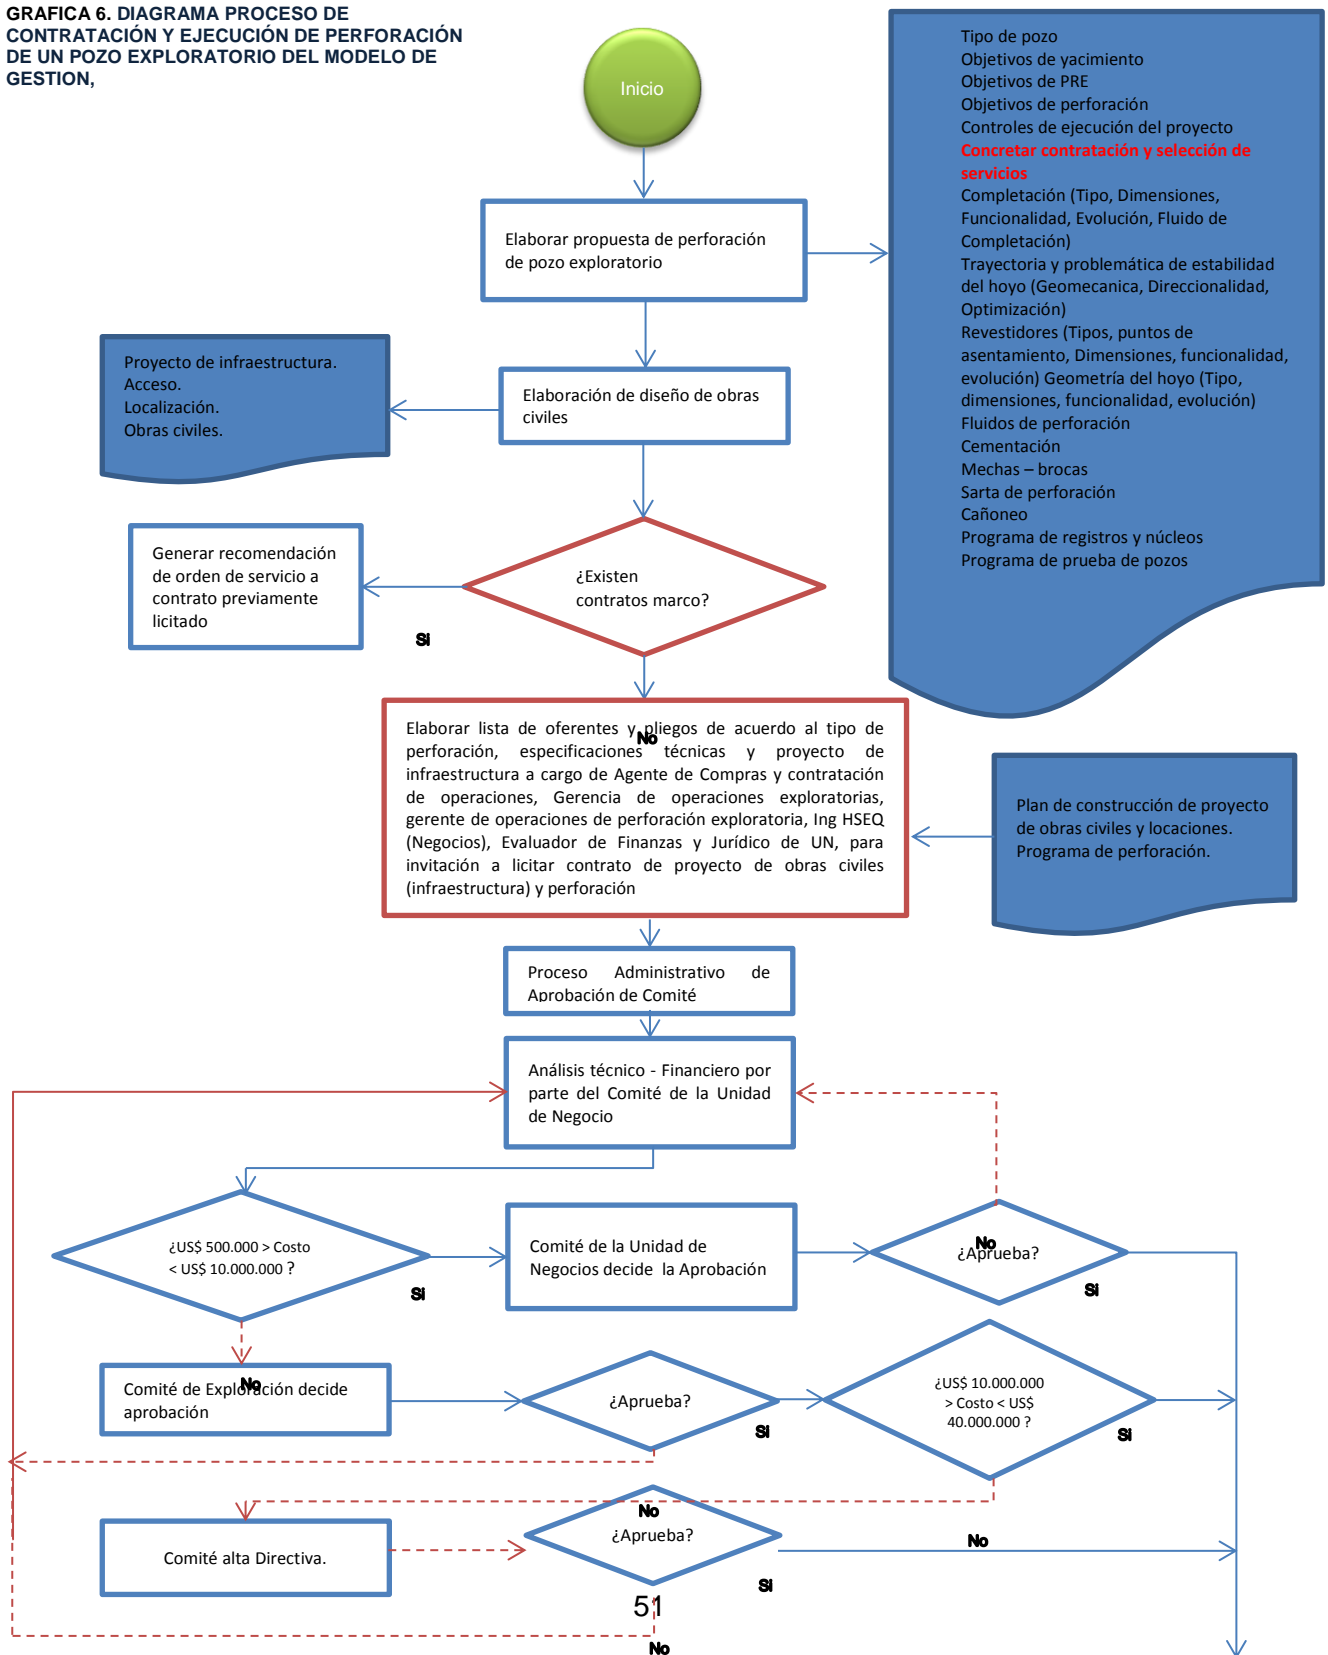 GRAFICA 6. DIAGRAMA PROCESO DE
CONTRATACIÓN Y EJECUCIÓN DE PERFORACIÓN
DE UN POZO EXPLORATORIO DEL MODELO DE
GESTION,
Inicio
Tipo de pozo
Objetivos de yacimiento
Objetivos de PRE
Objetivos de perforación
Controles de ejecución del proyecto
Concretar contratación y selección de
servicios
Completación (Tipo, Dimensiones,
Funcionalidad, Evolución, Fluido de
Completación)
Trayectoria y problemática de estabilidad
del hoyo (Geomecanica, Direccionalidad,
Optimización)
Revestidores (Tipos, puntos de
asentamiento, Dimensiones, funcionalidad,
evolución) Geometría del hoyo (Tipo,
dimensiones, funcionalidad, evolución)
Fluidos de perforación
Cementación
Mechas – brocas
Sarta de perforación
Cañoneo
Programa de registros y núcleos
Programa de prueba de pozos
Elaborar propuesta de perforación
de pozo exploratorio
Proyecto de infraestructura.
Acceso.
Localización.
Obras civiles.
Elaboración de diseño de obras
civiles
Generar recomendación
de orden de servicio a
contrato previamente
licitado
¿Existen
contratos marco?
Si
No
Elaborar lista de oferentes y pliegos de acuerdo al tipo de
perforación, especificaciones técnicas y proyecto de
infraestructura a cargo de Agente de Compras y contratación
de operaciones, Gerencia de operaciones exploratorias,
gerente de operaciones de perforación exploratoria, Ing HSEQ
(Negocios), Evaluador de Finanzas y Jurídico de UN, para
invitación a licitar contrato de proyecto de obras civiles
(infraestructura) y perforación
Plan de construcción de proyecto
de obras civiles y locaciones.
Programa de perforación.
Proceso Administrativo de
Aprobación de Comité
Análisis técnico - Financiero por
parte del Comité de la Unidad
de Negocio
¿US$ 500.000 > Costo
< US$ 10.000.000 ?
Si
Comité de la Unidad de
Negocios decide la Aprobación
No
¿Aprueba?
Si
No
Comité de Exploración decide
aprobación
¿Aprueba?
Si
¿US$ 10.000.000
> Costo < US$
40.000.000 ?
Si
No
Comité alta Directiva.
¿Aprueba?
No
Si
51
No